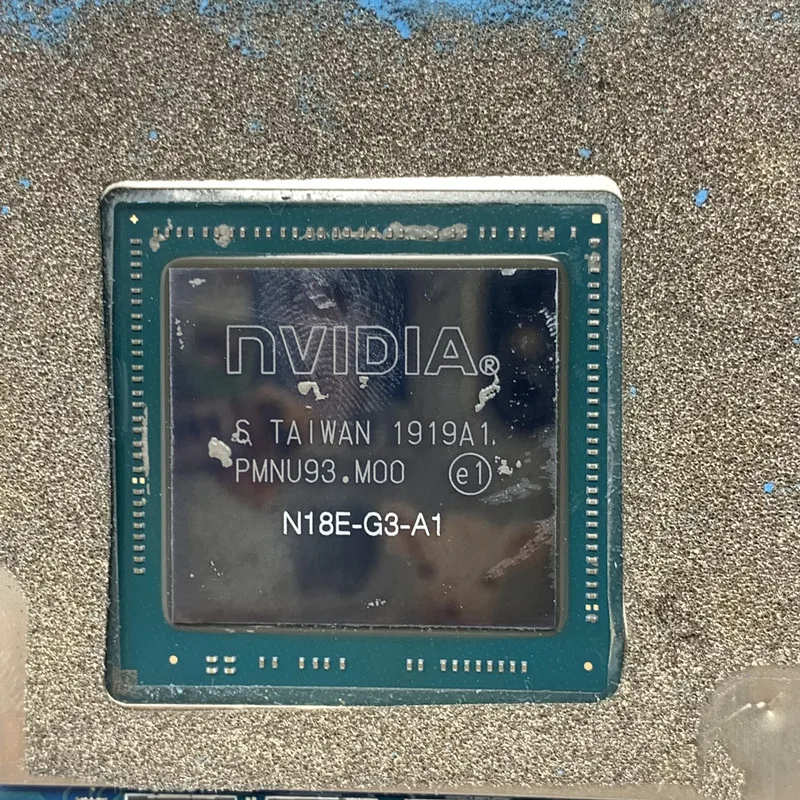 NVIDIA®
S TAIWAN 1919A1.
PMNU93.M00 e1
N18E-G3-A1